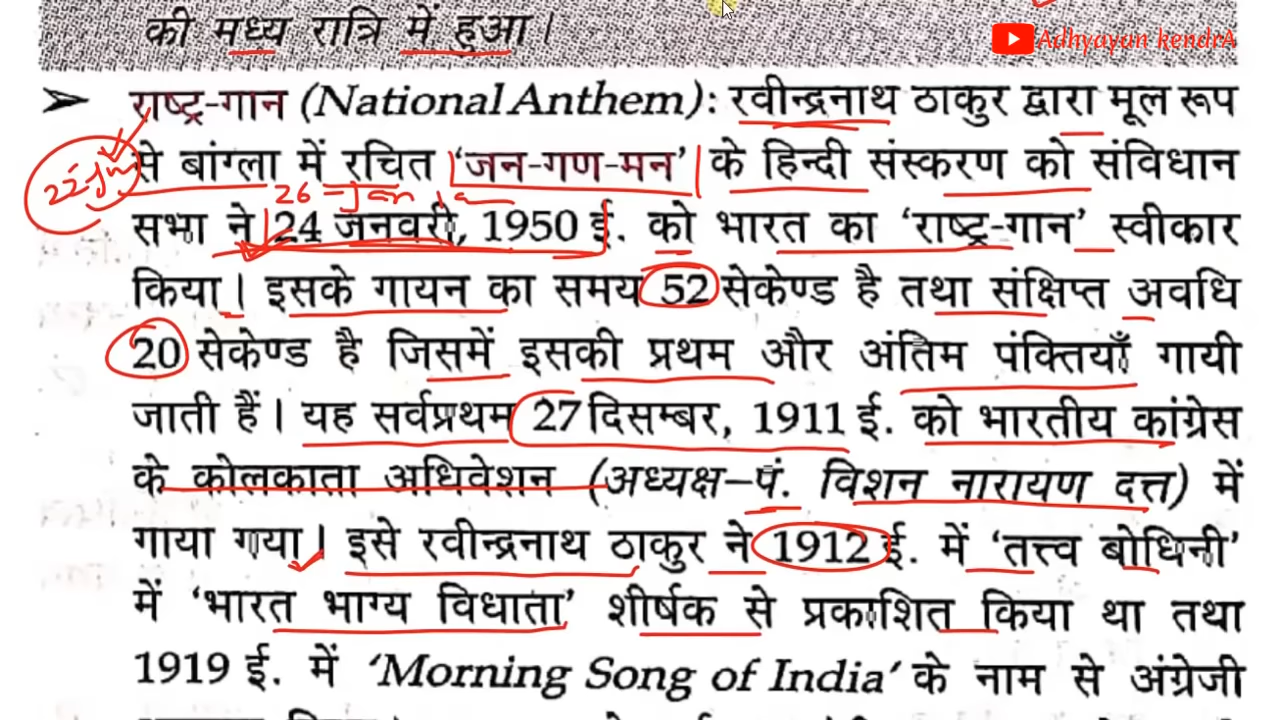 की मध्य रात्रि में हुआ।
Adhyayan kendrA
➢ राष्ट्र-गान (National Anthem): रवीन्द्रनाथ ठाकुर द्वारा मूल रूप
से बांग्ला में रचित 'जन-गण-मन' के हिन्दी संस्करण को संविधान
26 =Jan
सभा ने 24 जनवरी, 1950 ई. को भारत का 'राष्ट्र-गान' स्वीकार
किया। इसके गायन का समय 52 सेकेण्ड है तथा संक्षिप्त अवधि
20 सेकेण्ड है जिसमें इसकी प्रथम और अंतिम पंक्तियाँ गायी
जाती हैं। यह सर्वप्रथम 27 दिसम्बर, 1911 ई. को भारतीय कांग्रेस
के कोलकाता अधिवेशन (अध्यक्ष–पं. विशन नारायण दत्त) में
गाया गया। इसे रवीन्द्रनाथ ठाकुर ने 1912 ई. में 'तत्त्व बोधिनी'
में 'भारत भाग्य विधाता' शीर्षक से प्रकाशित किया था तथा
1919 ई. में 'Morning Song of India' के नाम से अंग्रेजी